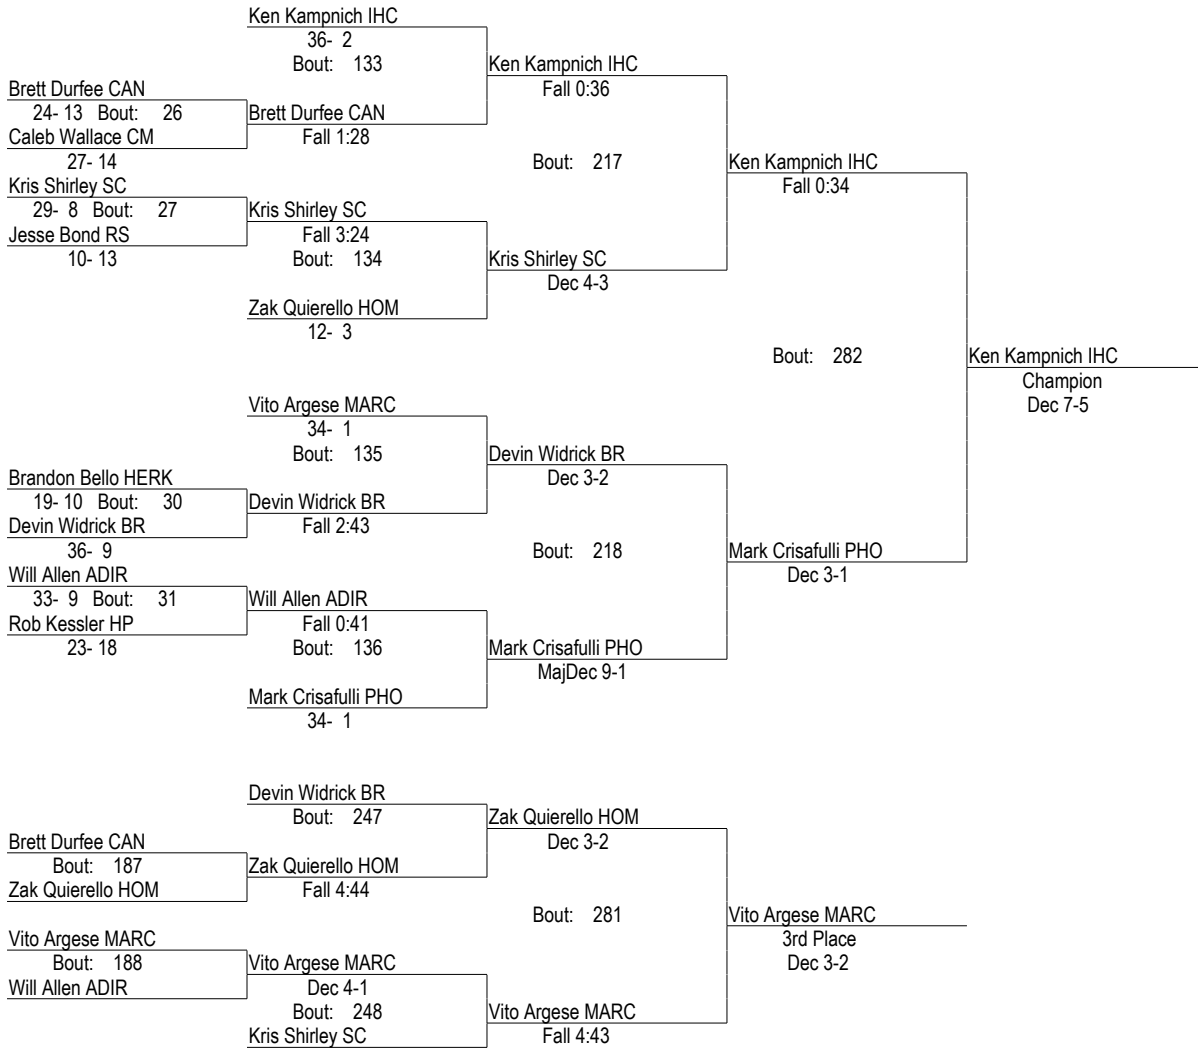 Ken Kampnich IHC
36- 2
Bout: 133
Ken Kampnich IHC
Fall 0:36
Brett Durfee CAN
24- 13 Bout: 26
Brett Durfee CAN
Fall 1:28
Caleb Wallace CM
27- 14
Bout: 217
Ken Kampnich IHC
Fall 0:34
Kris Shirley SC
29- 8 Bout: 27
Kris Shirley SC
Fall 3:24
Jesse Bond RS
10- 13
Bout: 134
Kris Shirley SC
Dec 4-3
Zak Quierello HOM
12- 3
Bout: 282
Ken Kampnich IHC
Champion
Dec 7-5
Vito Argese MARC
34- 1
Bout: 135
Devin Widrick BR
Dec 3-2
Brandon Bello HERK
19- 10 Bout: 30
Devin Widrick BR
Fall 2:43
Devin Widrick BR
36- 9
Bout: 218
Mark Crisafulli PHO
Dec 3-1
Will Allen ADIR
33- 9 Bout: 31
Will Allen ADIR
Fall 0:41
Rob Kessler HP
23- 18
Bout: 136
Mark Crisafulli PHO
MajDec 9-1
Mark Crisafulli PHO
34- 1
Devin Widrick BR
Bout: 247
Zak Quierello HOM
Dec 3-2
Brett Durfee CAN
Bout: 187
Zak Quierello HOM
Fall 4:44
Zak Quierello HOM
Bout: 281
Vito Argese MARC
3rd Place
Dec 3-2
Vito Argese MARC
Bout: 188
Vito Argese MARC
Dec 4-1
Will Allen ADIR
Bout: 248
Vito Argese MARC
Fall 4:43
Kris Shirley SC